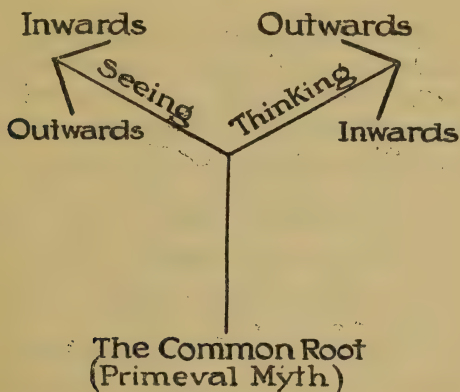 Inwards
Outwards
Seeing
Thinking
Outwards
Inwards
The Common Root
(Primeval Myth)